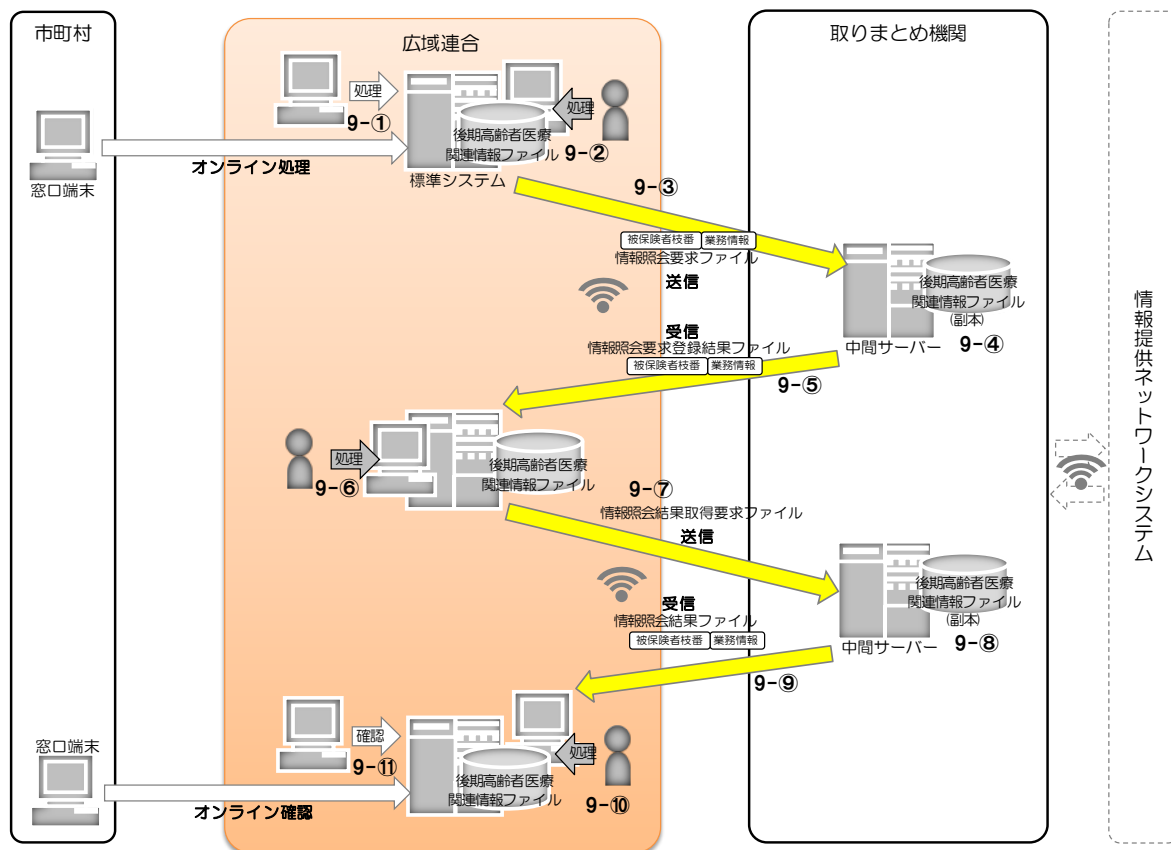 市町村
広域連合
取りまとめ機関
処理
9-①
処理
9-②
後期高齢者医療
関連情報ファイル
標準システム
オンライン処理
窓口端末
9-③
被保険者枝番
業務情報
情報照会要求ファイル
送信
後期高齢者医療
関連情報ファイル
(副本)
中間サーバー
9-④
受信
情報照会要求登録結果ファイル
被保険者枝番
業務情報
9-⑤
処理
9-⑥
後期高齢者医療
関連情報ファイル
9-⑦
情報照会結果取得要求ファイル
送信
後期高齢者医療
関連情報ファイル
(副本)
中間サーバー
9-⑧
受信
情報照会結果ファイル
被保険者枝番
業務情報
9-⑨
確認
9-⑪
処理
9-⑩
後期高齢者医療
関連情報ファイル
窓口端末
オンライン確認
情報提供ネットワークシステム